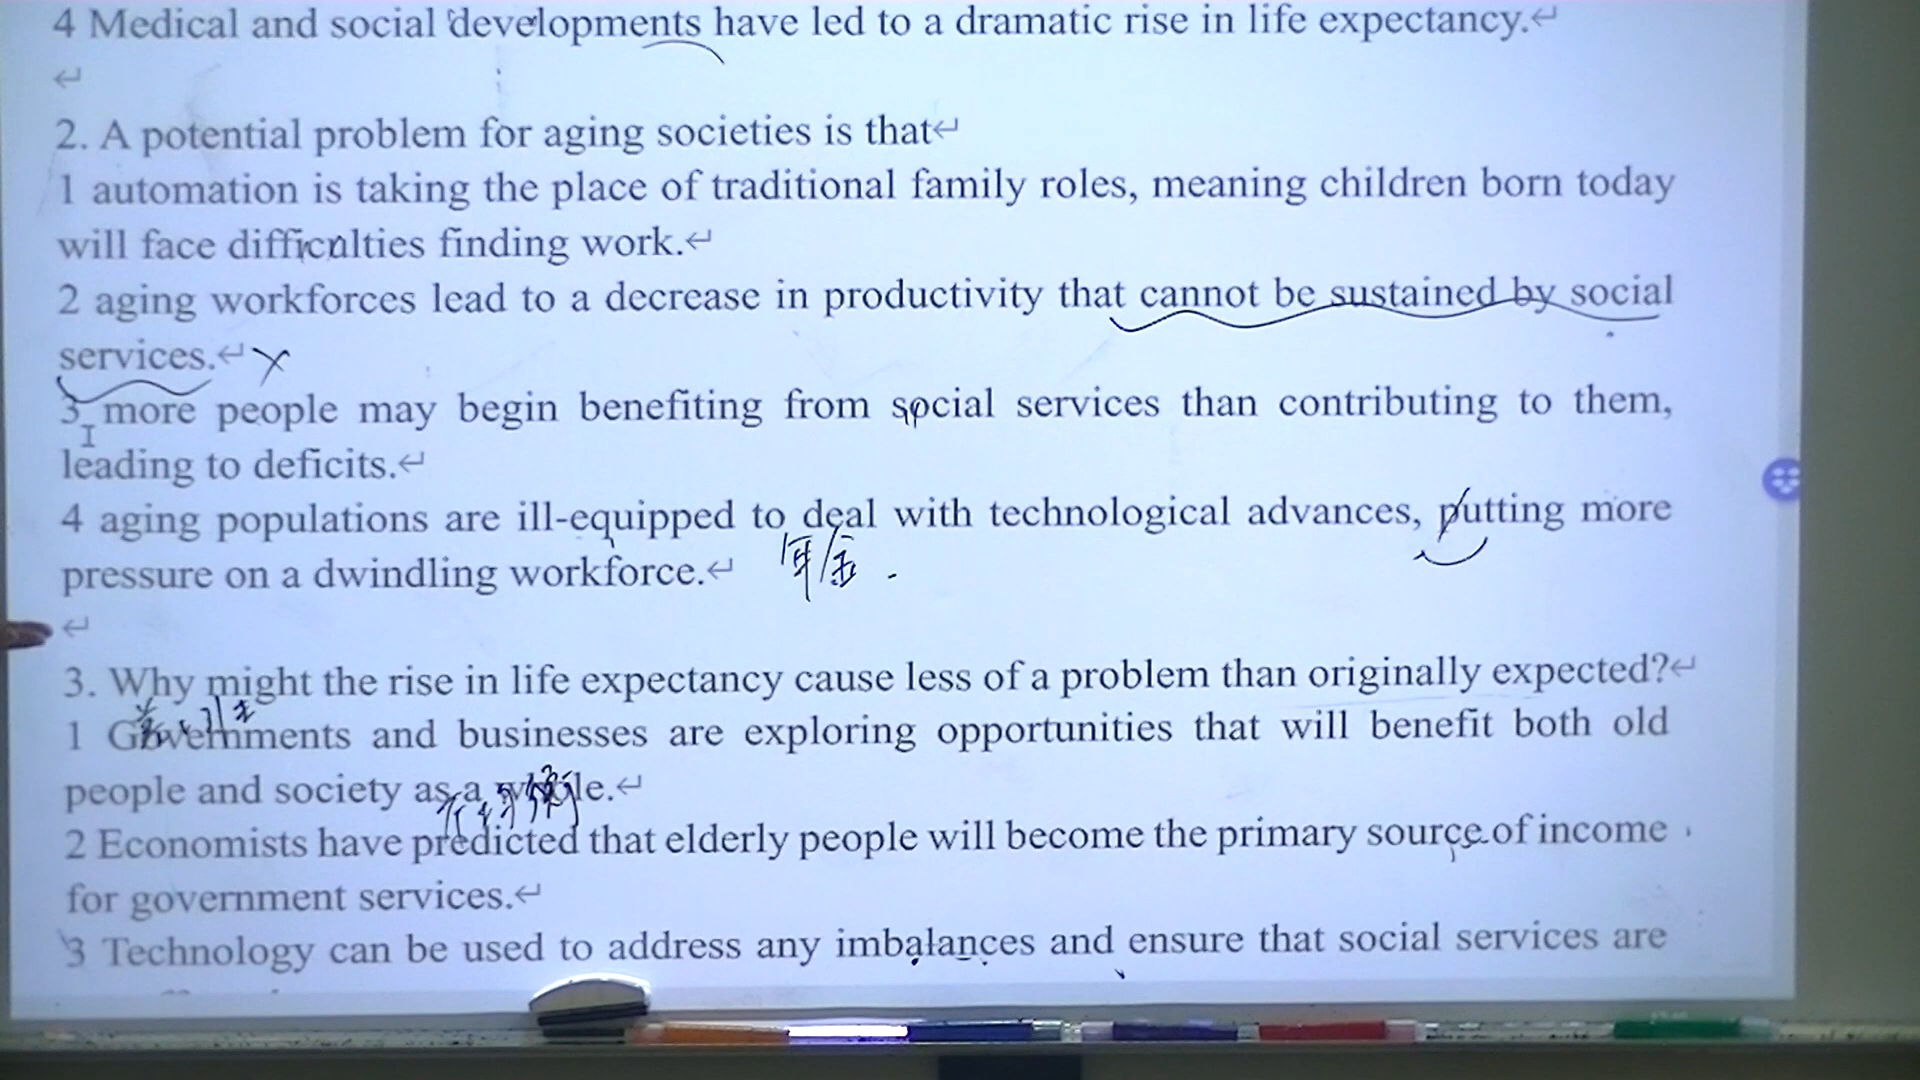 4 Medical and social developments have led to a dramatic rise in life expectancy.
2. A potential problem for aging societies is that
1 automation is taking the place of traditional family roles, meaning children born today
will face difficulties finding work.
2 aging workforces lead to a decrease in productivity that cannot be sustained by social
services.
3 more people may begin benefiting from social services than contributing to them,
leading to deficits.
4 aging populations are ill-equipped to deal with technological advances, putting more
pressure on a dwindling workforce.
年金
3. Why might the rise in life expectancy cause less of a problem than originally expected?
1 Governments and businesses are exploring opportunities that will benefit both old
people and society as a whole.
2 Economists have predicted that elderly people will become the primary source of income
for government services.
3 Technology can be used to address any imbalances and ensure that social services are